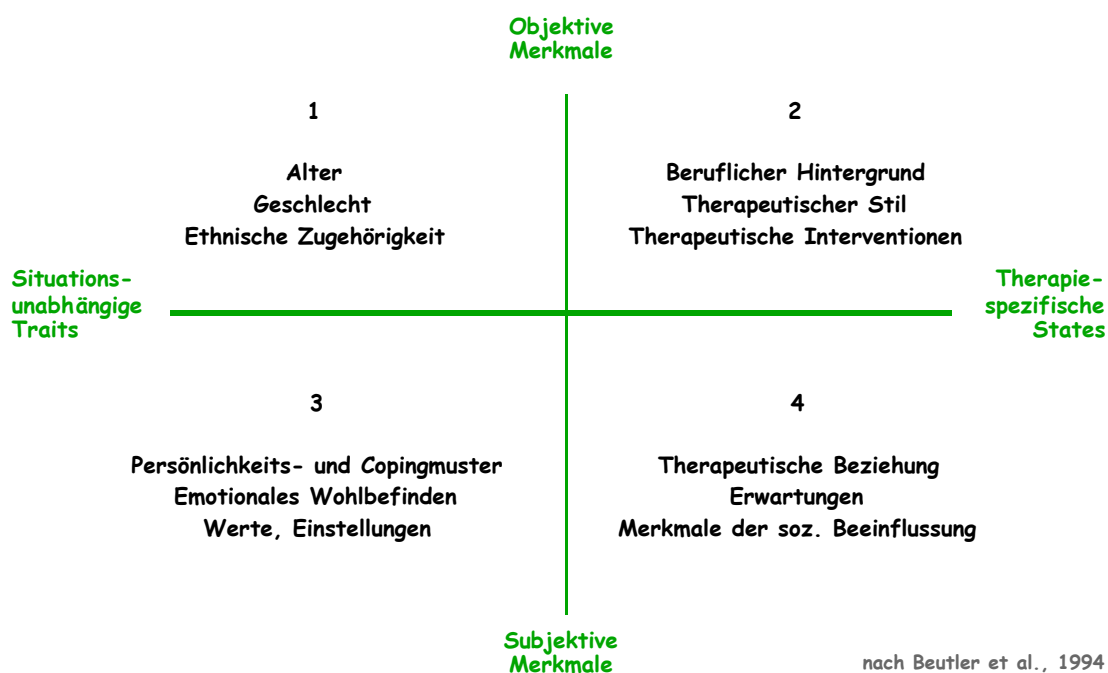 Objektive
Merkmale
1
Alter
Geschlecht
Ethnische Zugehörigkeit
2
Beruflicher Hintergrund
Therapeutischer Stil
Therapeutische Interventionen
Situations-
unabhängige
Traits
Therapie-
spezifische
States
3
Persönlichkeits- und Copingmuster
Emotionales Wohlbefinden
Werte, Einstellungen
4
Therapeutische Beziehung
Erwartungen
Merkmale der soz. Beeinflussung
Subjektive
Merkmale
nach Beutler et al., 1994